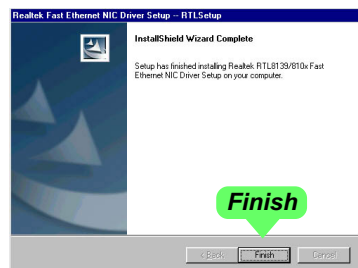 Realtek Fast Ethernet NIC Driver Setup -- RTLSetup
InstallShield Wizard Complete
Setup has finished installing Realtek RTL8139/810x Fast
Ethernet NIC Driver Setup on your computer.
Finish
< Back
Finish
Cancel